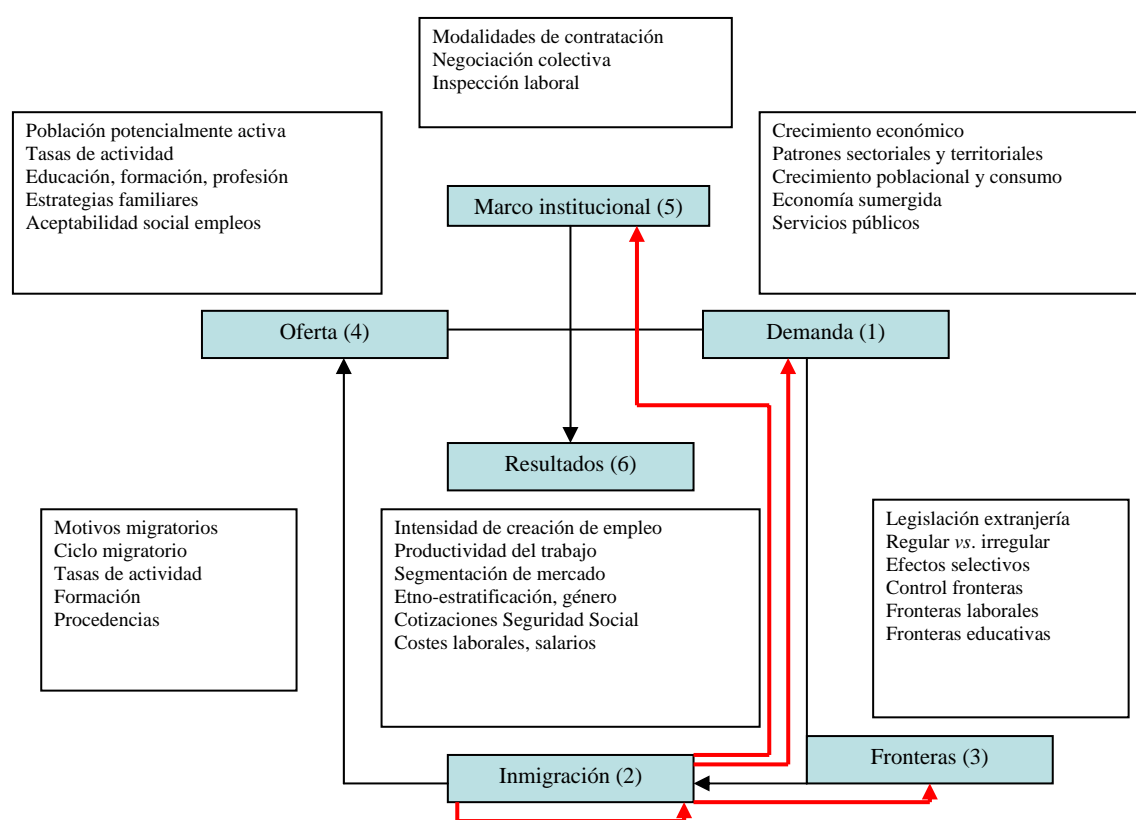 Modalidades de contratación
Negociación colectiva
Inspección laboral
Población potencialmente activa
Tasas de actividad
Educación, formación, profesión
Estrategias familiares
Aceptabilidad social empleos
Crecimiento económico
Patrones sectoriales y territoriales
Crecimiento poblacional y consumo
Economía sumergida
Servicios públicos
Marco institucional (5)
Oferta (4)
Demanda (1)
Resultados (6)
Motivos migratorios
Ciclo migratorio
Tasas de actividad
Formación
Procedencias
Intensidad de creación de empleo
Productividad del trabajo
Segmentación de mercado
Etno-estratificación, género
Cotizaciones Seguridad Social
Costes laborales, salarios
Legislación extranjería
Regular vs. irregular
Efectos selectivos
Control fronteras
Fronteras laborales
Fronteras educativas
Inmigración (2)
Fronteras (3)